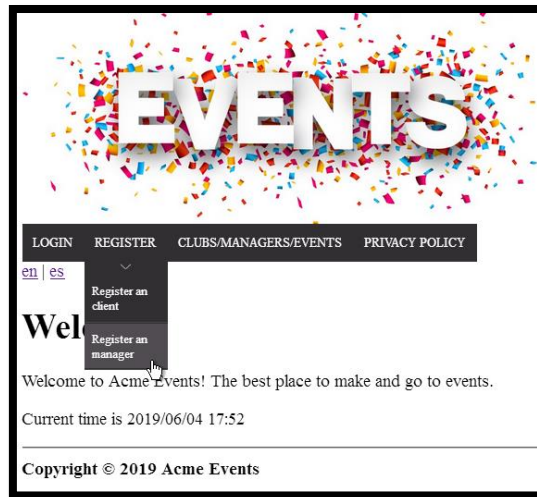 EVENTS
LOGIN REGISTER CLUBS/MANAGERS/EVENTS PRIVACY POLICY
en | es
Register an
client
Register an
manager
Wel
Welcome to Acme Events! The best place to make and go to events.
Current time is 2019/06/04 17:52
Copyright © 2019 Acme Events